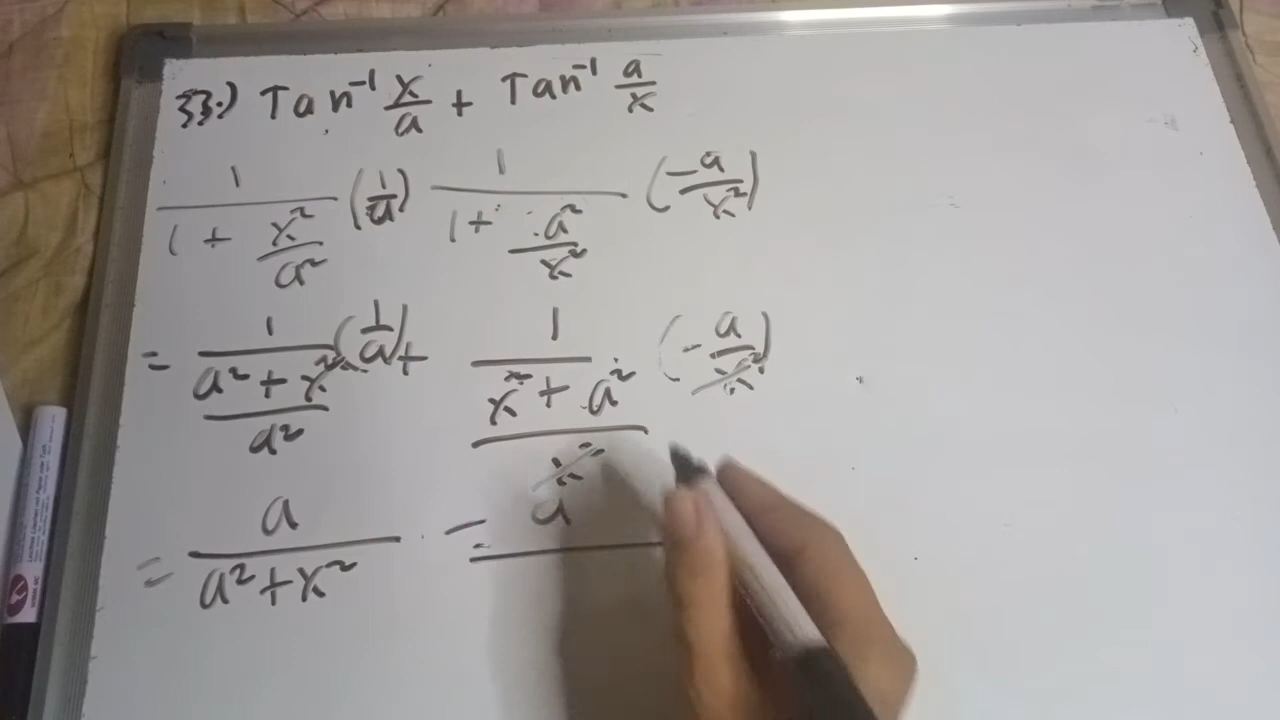 33.) Tan⁻¹ x/a + Tan⁻¹ a/x
1/(1 + x²/a²) (1/a) 1/(1 + a²/x²) (-a/x²)
= 1/((a² + x²)/a²) (1/a) + 1/((x² + a²)/x²) (-a/x²)
= a/(a² + x²) - a/